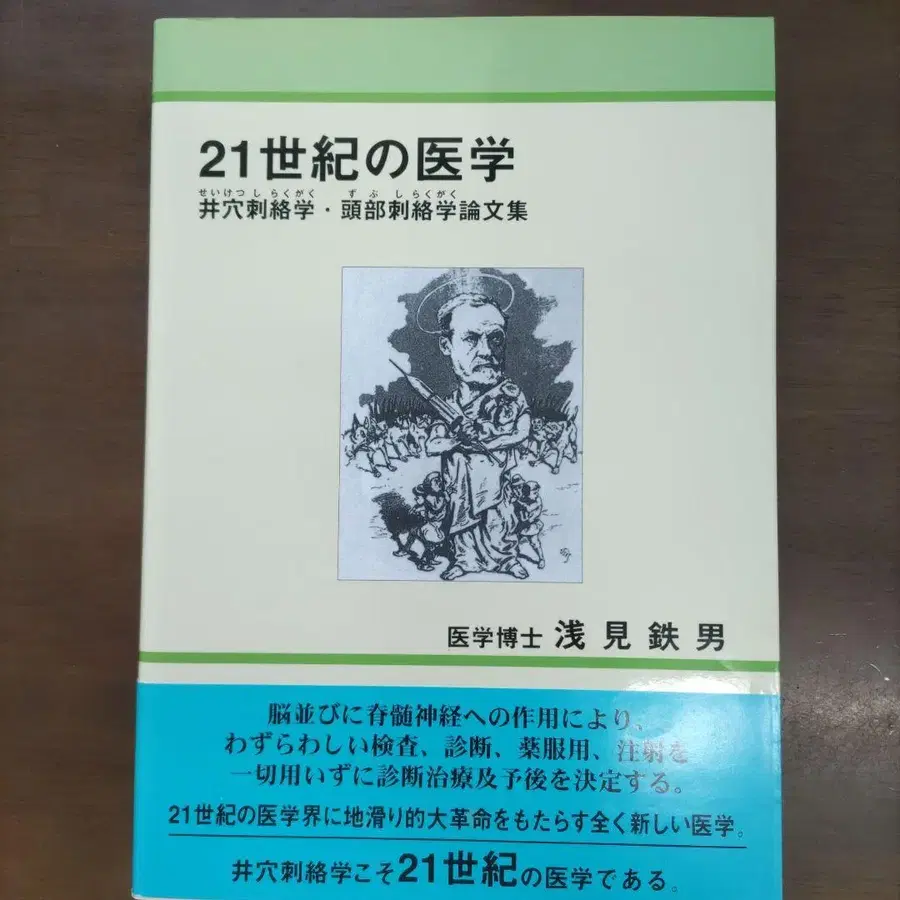 21世紀の医学
せいけつしらくがく ずぶしらくがく
井穴刺絡学・頭部刺絡学論文集
医学博士 浅見鉄男
脳並びに脊髄神経への作用により、
わずらわしい検査、診断、薬服用、注射を
一切用いずに診断治療及予後を決定する。
21世紀の医学界に地滑り的大革命をもたらす全く新しい医学。
井穴刺絡学こそ21世紀の医学である。